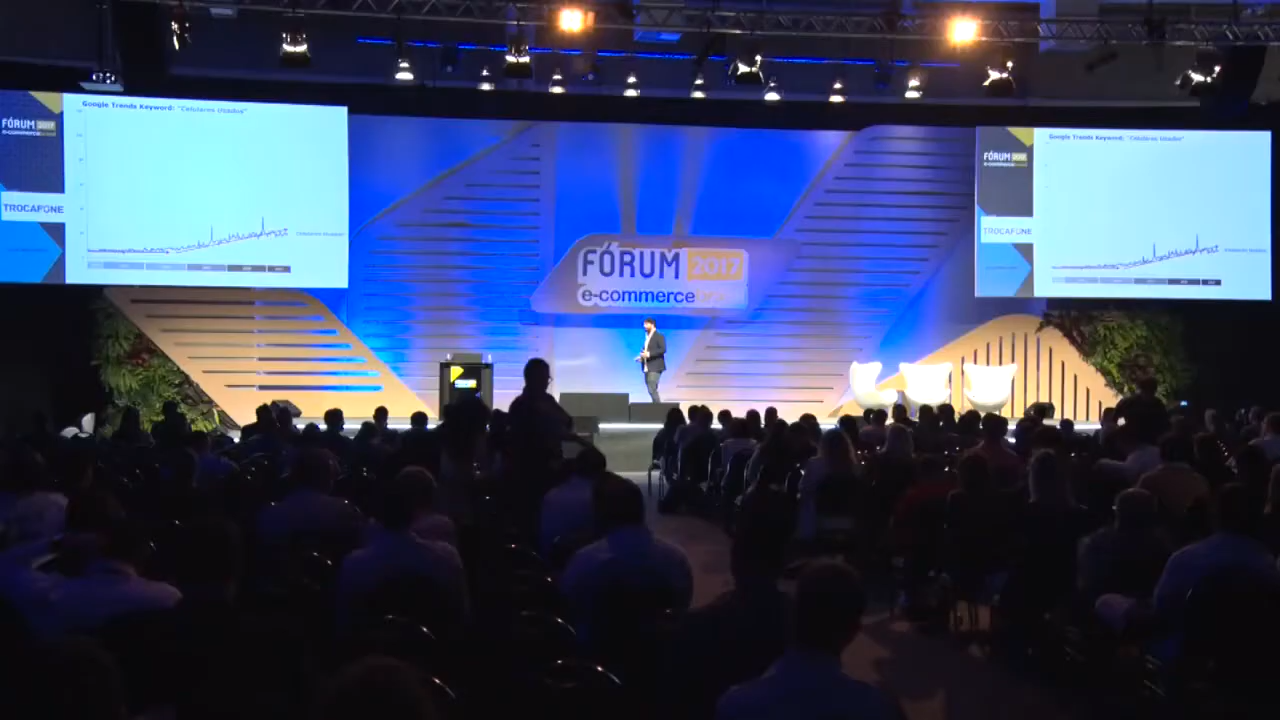 Google Trends Keyword: "Celulares Usados"
FÓRUM 2017
e-commerce
TROCAFONE
FÓRUM 2017
e-commerce
Google Trends Keyword: "Celulares Usados"
FÓRUM 2017
e-commerce
TROCAFONE